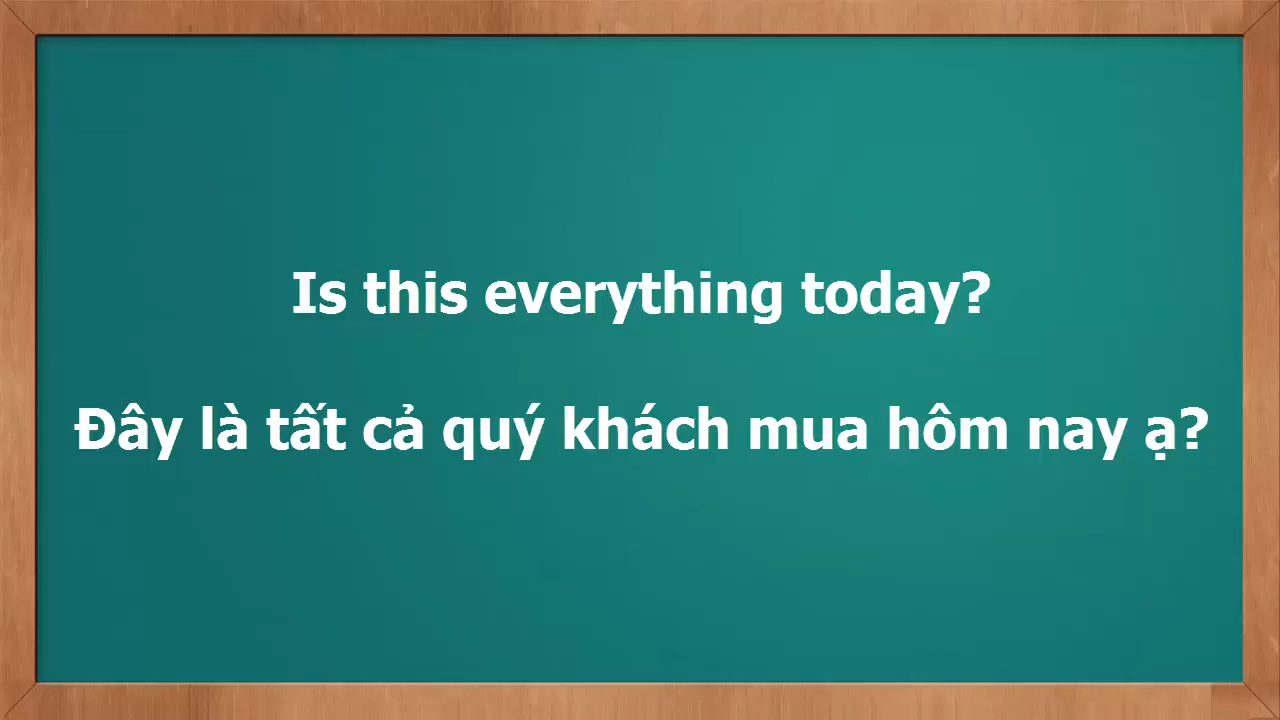 Is this everything today?
Đây là tất cả quý khách mua hôm nay ạ?